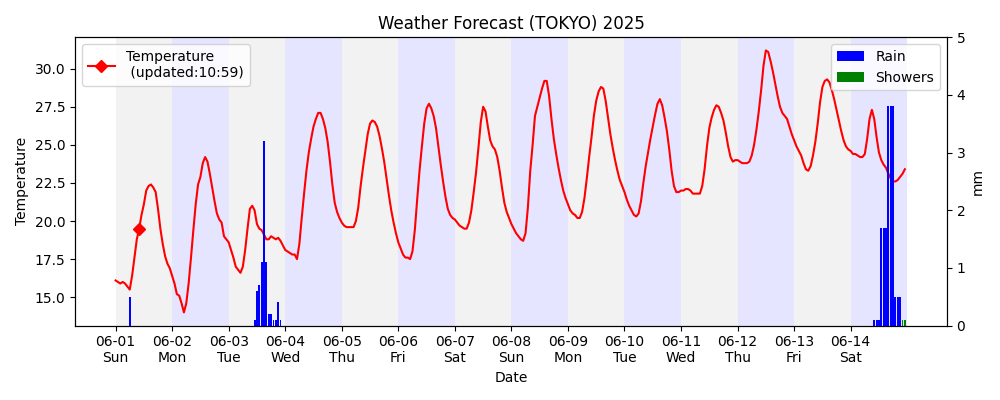 Weather Forecast (TOKYO) 2025
Temperature
(updated:10:59)
Rain
Showers
Temperature
30.0
27.5
25.0
22.5
20.0
17.5
15.0
5
4
3
2
1
0
mm
06-01 06-02 06-03 06-04 06-05 06-06 06-07 06-08 06-09 06-10 06-11 06-12 06-13 06-14
Sun Mon Tue Wed Thu Fri Sat Sun Mon Tue Wed Thu Fri Sat
Date